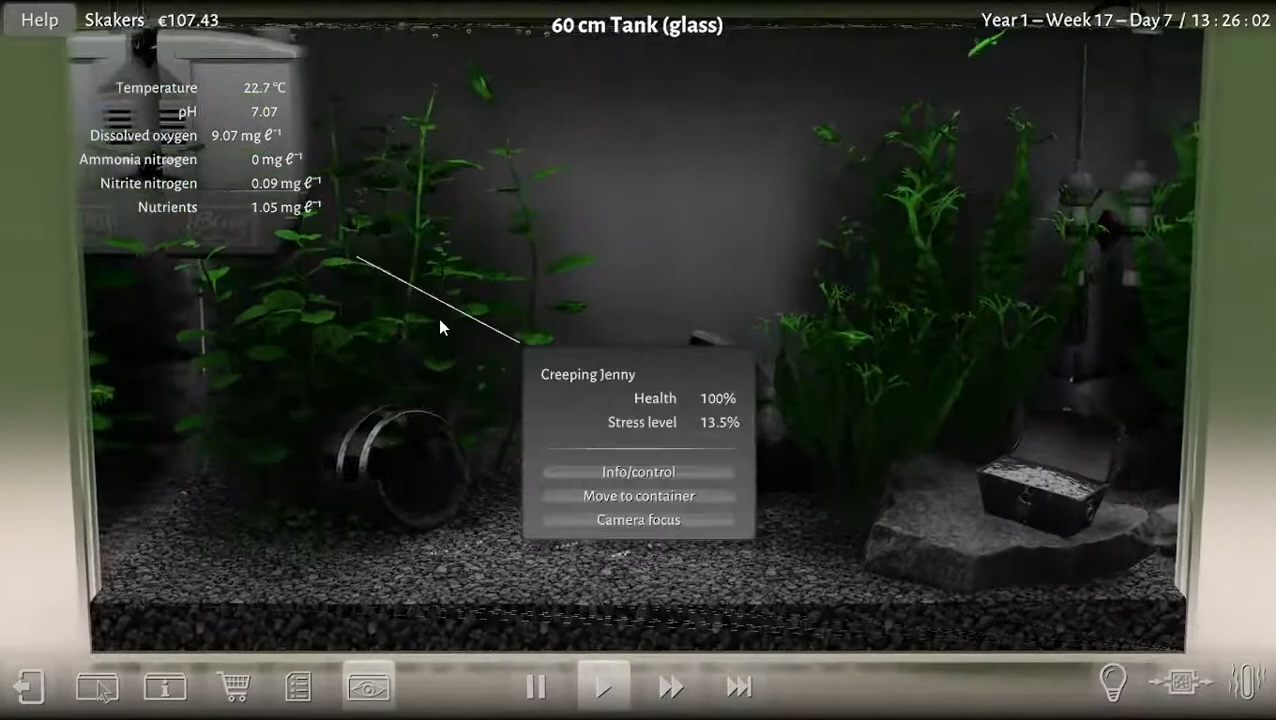 Help Skakers €107.43
60 cm Tank (glass)
Year 1 – Week 17 – Day 7 / 13 : 26 : 02
Temperature 22.7 °C
pH 7.07
Dissolved oxygen 9.07 mg ℓ⁻¹
Ammonia nitrogen 0 mg ℓ⁻¹
Nitrite nitrogen 0.09 mg ℓ⁻¹
Nutrients 1.05 mg ℓ⁻¹
Creeping Jenny
Health 100%
Stress level 13.5%
Info/control
Move to container
Camera focus